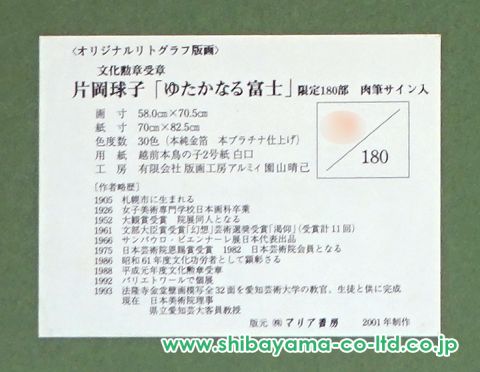 〈オリジナルリトグラフ版画〉
文化勲章受章
片岡球子「ゆたかなる富士」限定180部 肉筆サイン入
画 寸 58.0㎝×70.5㎝
紙 寸 70㎝×82.5㎝
色度数 30色（本純金箔 本プラチナ仕上げ）
用 紙 越前本鳥の子2号紙 白口
工 房 有限会社 版画工房アルミィ 園山晴己
180
［作者略歴］
1905 札幌市に生まれる
1926 女子美術専門学校日本画科卒業
1952 大観賞受賞 院展同人となる
1961 文部大臣賞受賞「幻想」芸術選奨受賞「渇仰」（受賞計11回）
1966 サンパウロ・ビエンナーレ展日本代表出品
1975 日本芸術院恩賜賞受賞 1982 日本芸術院会員となる
1986 昭和61年度文化功労者として顕彰さる
1988 平成元年度文化勲章受章
1992 パリエトワールで個展
1993 法隆寺金堂壁画模写全32面を愛知芸術大学の教官、生徒と供に完成
現在 日本美術院理事
県立愛知芸大客員教授
版元 ㈱マリア書房 2001年制作
www.shibayama-co-ltd.co.jp